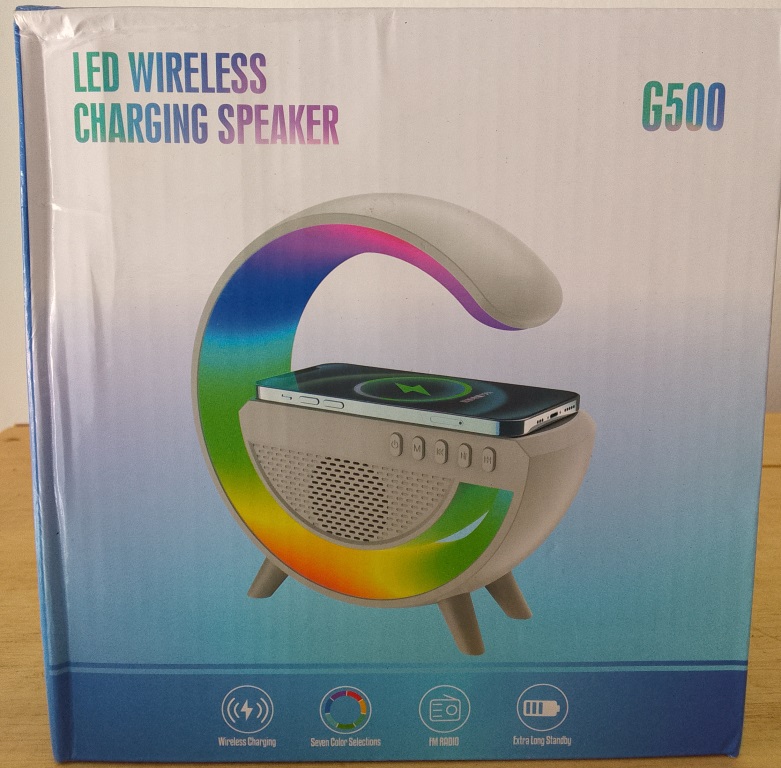 LED WIRELESS
CHARGING SPEAKER
G500
M
Wireless Charging
Seven Color Selections
FM RADIO
Extra Long Standby